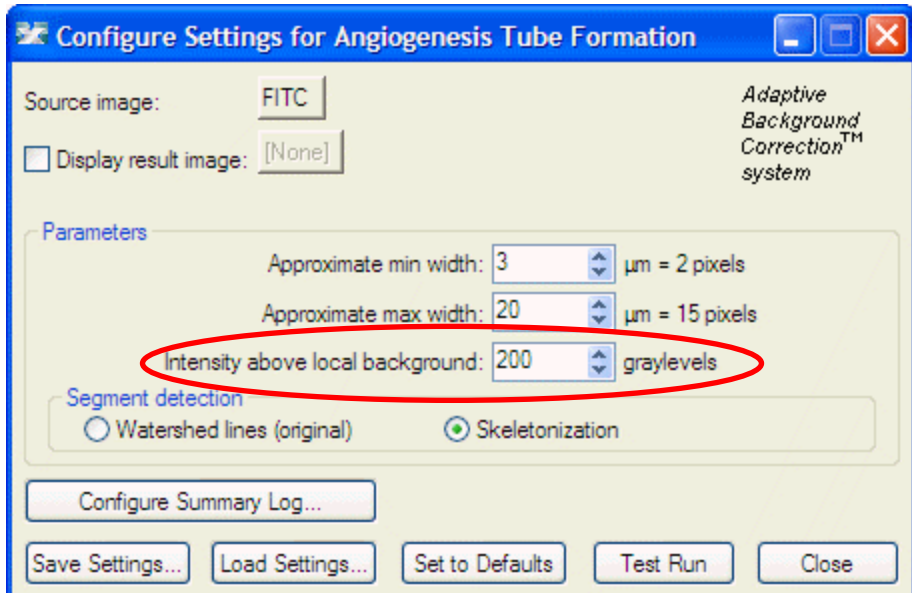 Configure Settings for Angiogenesis Tube Formation
Source image: FITC
Display result image: [None]
Adaptive
Background
Correction™
system
Parameters
Approximate min width: 3 µm = 2 pixels
Approximate max width: 20 µm = 15 pixels
Intensity above local background: 200 graylevels
Segment detection
Watershed lines (original) Skeletonization
Configure Summary Log...
Save Settings... Load Settings... Set to Defaults Test Run Close